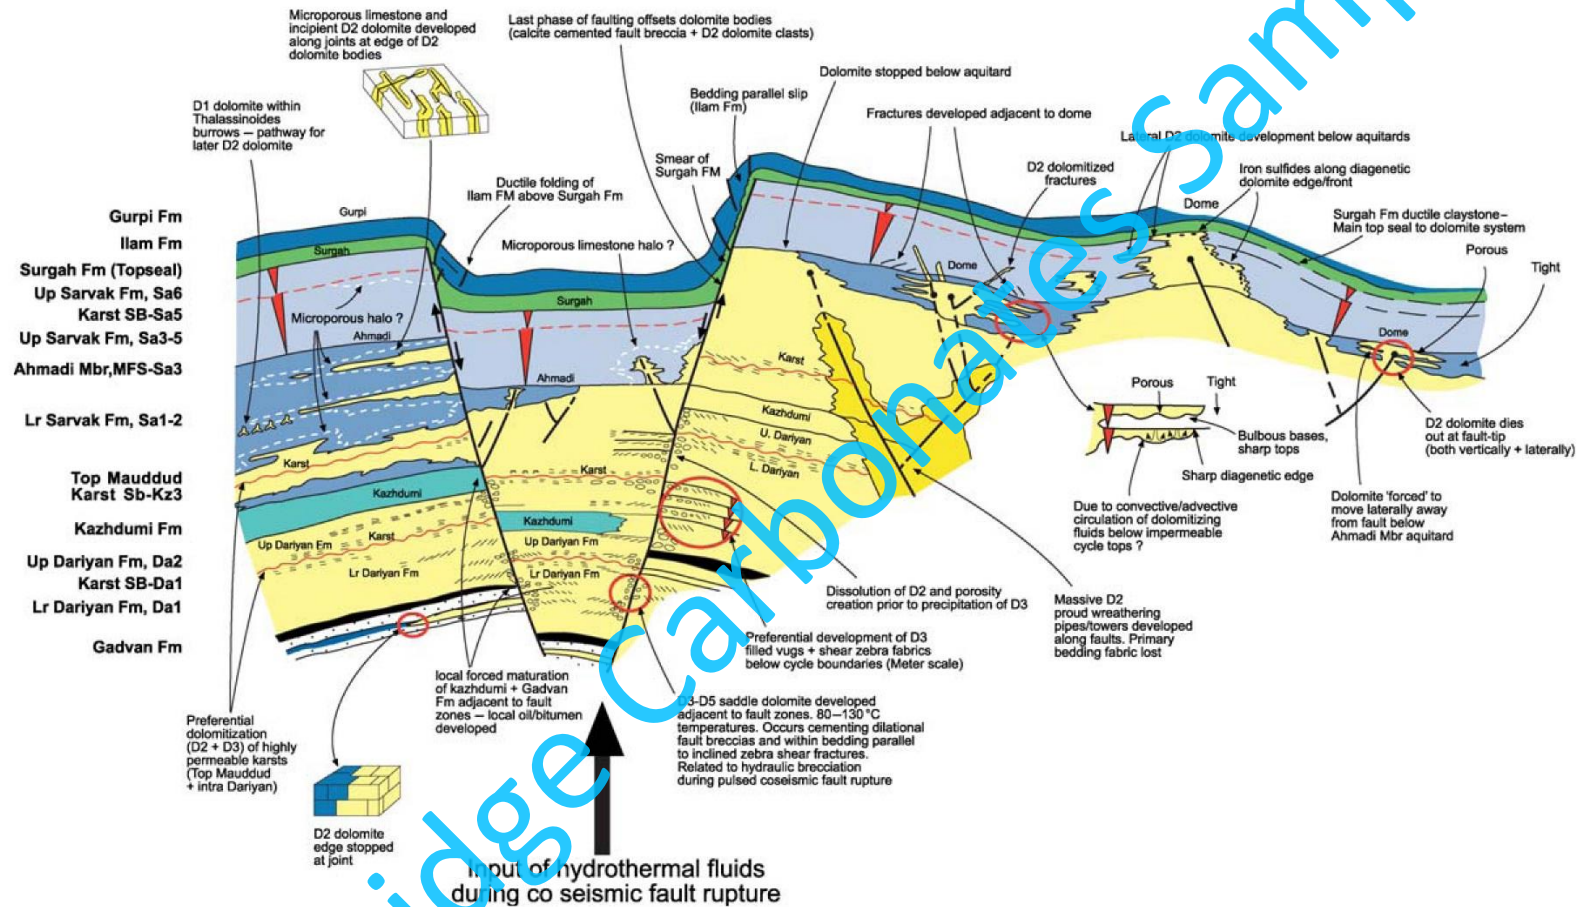 Microporous limestone and
incipient D2 dolomite developed
along joints at edge of D2
dolomite bodies
Last phase of faulting offsets dolomite bodies
(calcite cemented fault breccia + D2 dolomite clasts)
Dolomite stopped below aquitard
Bedding parallel slip
(Ilam Fm)
Fractures developed adjacent to dome
D1 dolomite within
Thalassinoides
burrows – pathway for
later D2 dolomite
Lateral D2 dolomite development below aquitards
Smear of
Surgah FM
D2 dolomitized
fractures
Iron sulfides along diagenetic
dolomite edge/front
Ductile folding of
Ilam FM above Surgah Fm
Dome
Surgah Fm ductile claystone–
Main top seal to dolomite system
Porous
Tight
Microporous limestone halo ?
Gurpi Fm
Ilam Fm
Surgah Fm (Topseal)
Up Sarvak Fm, Sa6
Karst SB-Sa5
Up Sarvak Fm, Sa3-5
Ahmadi Mbr,MFS-Sa3
Lr Sarvak Fm, Sa1-2
Top Mauddud
Karst Sb-Kz3
Kazhdumi Fm
Up Dariyan Fm, Da2
Karst SB-Da1
Lr Dariyan Fm, Da1
Gadvan Fm
Gurpi
Surgah
Microporous halo ?
Ahmadi
Karst
Kazhdumi
Up Dariyan Fm
Karst
Lr Dariyan Fm
Surgah
Ahmadi
Karst
Kazhdumi
Up Dariyan Fm
Lr Dariyan Fm
Karst
Kazhdumi
U. Dariyan
L. Dariyan
Dome
Dome
Porous
Tight
Bulbous bases,
sharp tops
Sharp diagenetic edge
Due to convective/advective
circulation of dolomitizing
fluids below impermeable
cycle tops ?
D2 dolomite dies
out at fault-tip
(both vertically + laterally)
Dolomite 'forced' to
move laterally away
from fault below
Ahmadi Mbr aquitard
Massive D2
proud wreathering
pipes/towers developed
along faults. Primary
bedding fabric lost
Dissolution of D2 and porosity
creation prior to precipitation of D3
Preferential development of D3
filled vugs + shear zebra fabrics
below cycle boundaries (Meter scale)
D3-D5 saddle dolomite developed
adjacent to fault zones. 80–130 °C
temperatures. Occurs cementing dilational
fault breccias and within bedding parallel
to inclined zebra shear fractures.
Related to hydraulic brecciation
during pulsed coseismic fault rupture
local forced maturation
of kazhdumi + Gadvan
Fm adjacent to fault
zones – local oil/bitumen
developed
Preferential
dolomitization
(D2 + D3) of highly
permeable karsts
(Top Mauddud
+ intra Dariyan)
D2 dolomite
edge stopped
at joint
Input of hydrothermal fluids
during co seismic fault rupture
Carbonates